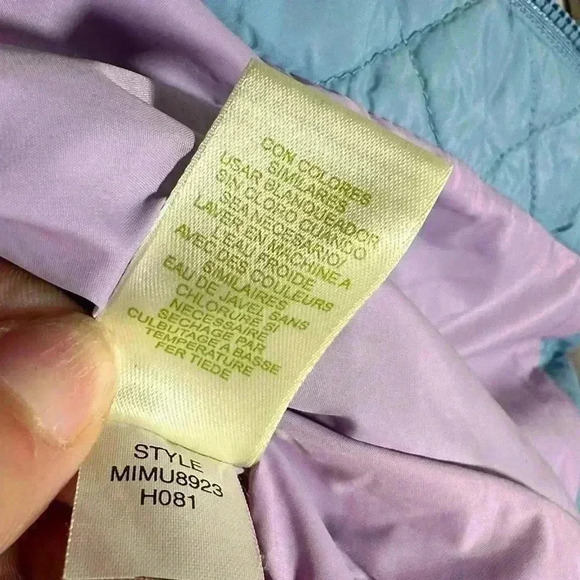 CON COLORES
SIMILARES
USAR BLANQUEADOR
SIN CLORO CUANDO
SEA NECESARIO/
LAVER EN MACHINE A
L'EAU FROIDE
AVEC DES COULEURS
SIMILAIRES
EAU DE JAVEL SANS
CHLORURE SI
NECESSAIRE
SECHAGE PAR
CULBUTAGE A BASSE
TEMPERATURE
FER TIEDE
STYLE
MIMU8923
H081